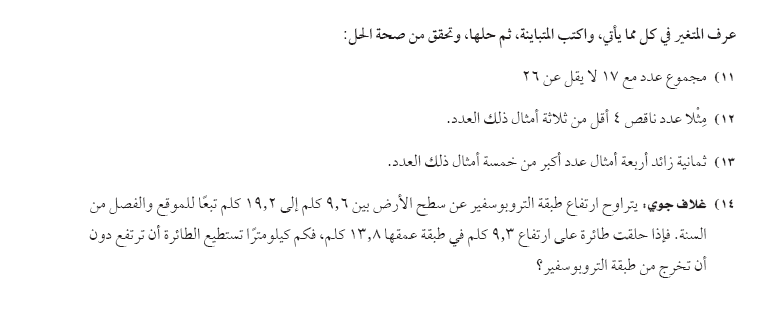 عرف المتغير في كل مما يأتي، واكتب المتباينة، ثم حلها، وتحقق من صحة الحل:
١١) مجموع عدد مع ١٧ لا يقل عن ٢٦
١٢) مِثْلا عدد ناقص ٤ أقل من ثلاثة أمثال ذلك العدد.
١٣) ثمانية زائد أربعة أمثال عدد أكبر من خمسة أمثال ذلك العدد.
١٤) غلاف جوي: يتراوح ارتفاع طبقة التروبوسفير عن سطح الأرض بين ٩,٦ كلم إلى ١٩,٢ كلم تبعًا للموقع والفصل من
السنة. فإذا حلقت طائرة على ارتفاع ٩,٣ كلم في طبقة عمقها ١٣,٨ كلم، فكم كيلومترًا تستطيع الطائرة أن ترتفع دون
أن تخرج من طبقة التروبوسفير؟